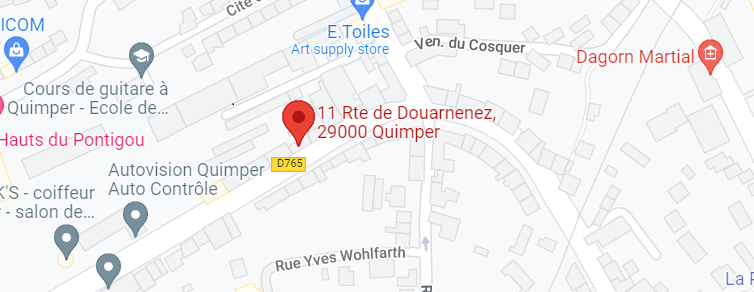 Cité C
ICOM
E.Toiles
Art supply store
Ven. du Cosquer
Dagorn Martial
Cours de guitare à
Quimper - Ecole de...
11 Rte de Douarnenez,
29000 Quimper
Hauts du Pontigou
D765
Autovision Quimper
Auto Contrôle
K'S - coiffeur
r - salon de...
Rue Yves Wohlfarth
R
La F